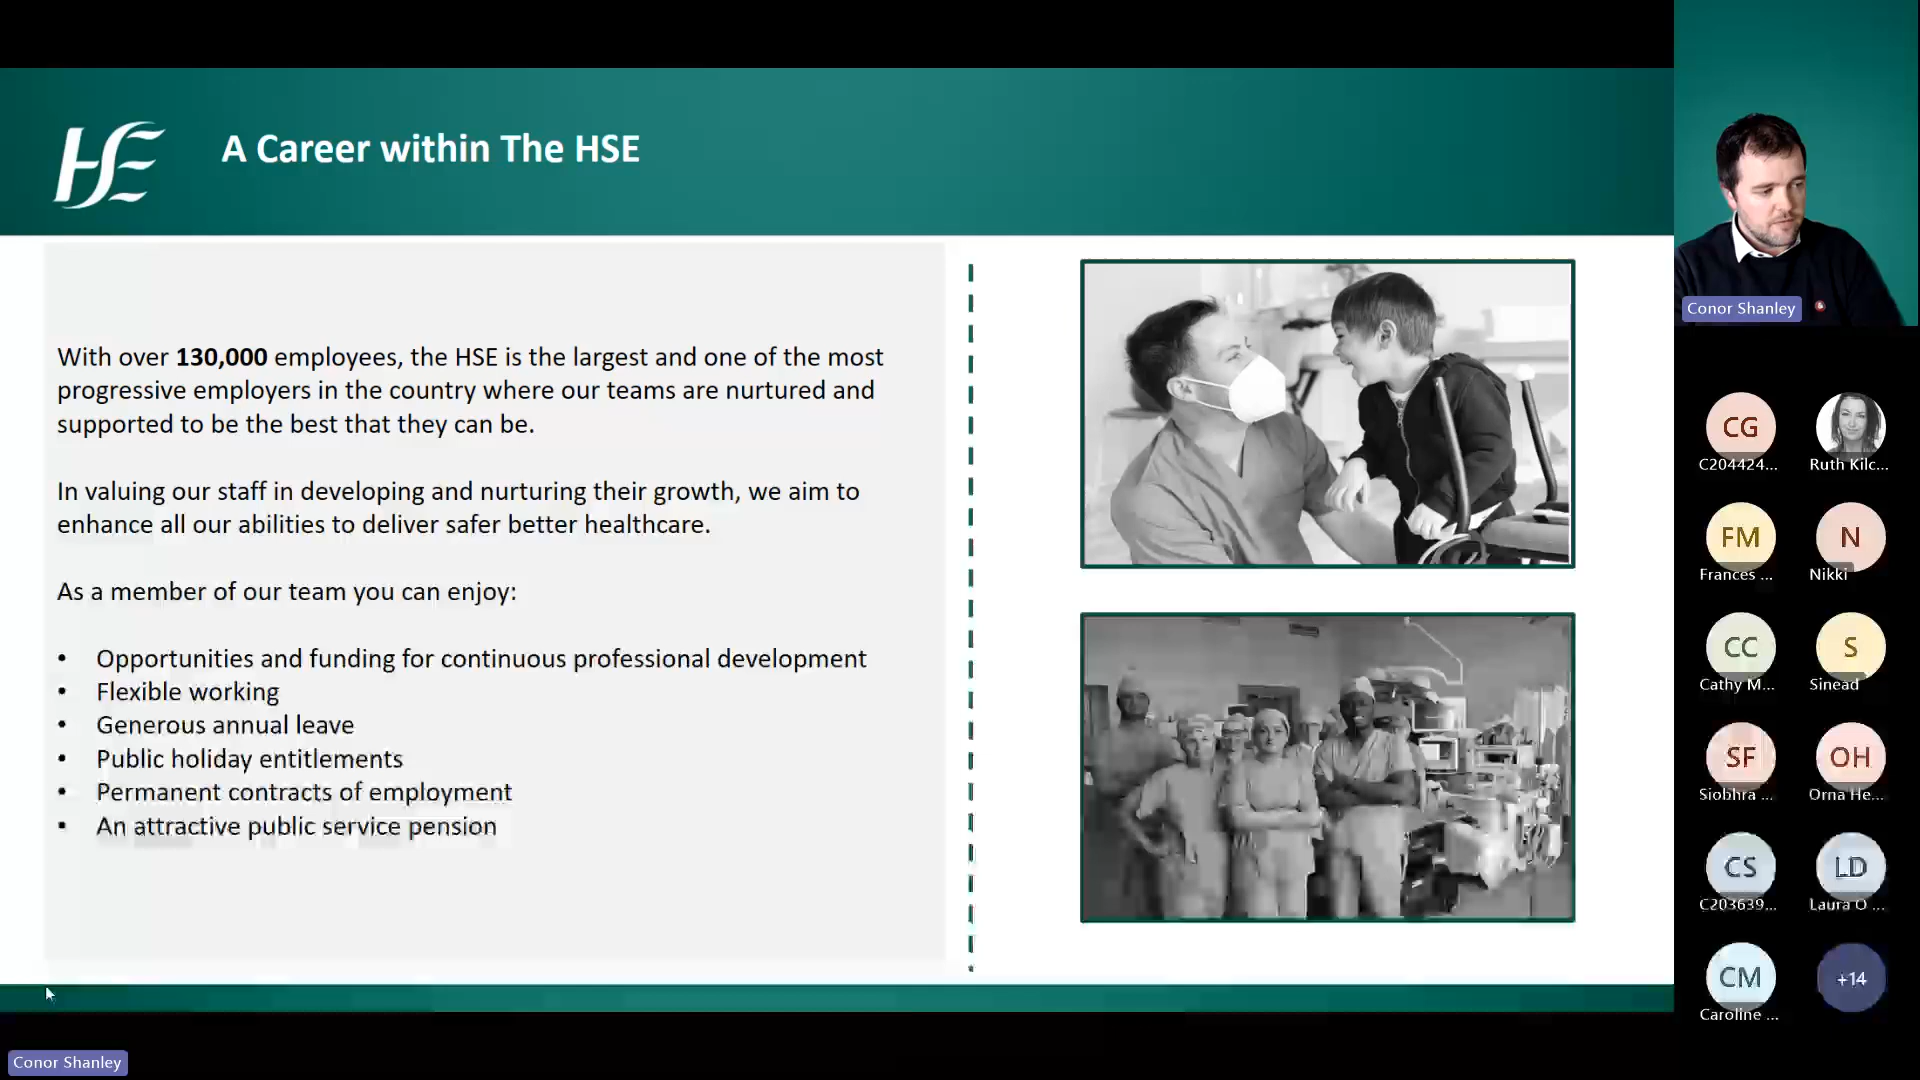 HSE
A Career within The HSE
With over 130,000 employees, the HSE is the largest and one of the most
progressive employers in the country where our teams are nurtured and
supported to be the best that they can be.
In valuing our staff in developing and nurturing their growth, we aim to
enhance all our abilities to deliver safer better healthcare.
As a member of our team you can enjoy:
• Opportunities and funding for continuous professional development
• Flexible working
• Generous annual leave
• Public holiday entitlements
• Permanent contracts of employment
• An attractive public service pension
Conor Shanley
CG
C204424...
Ruth Kilc...
FM
Frances ...
N
Nikki
CC
Cathy M...
S
Sinead
SF
Siobhra ...
OH
Orna He...
CS
C203639...
LD
Laura O ...
CM
Caroline ...
+14
Conor Shanley